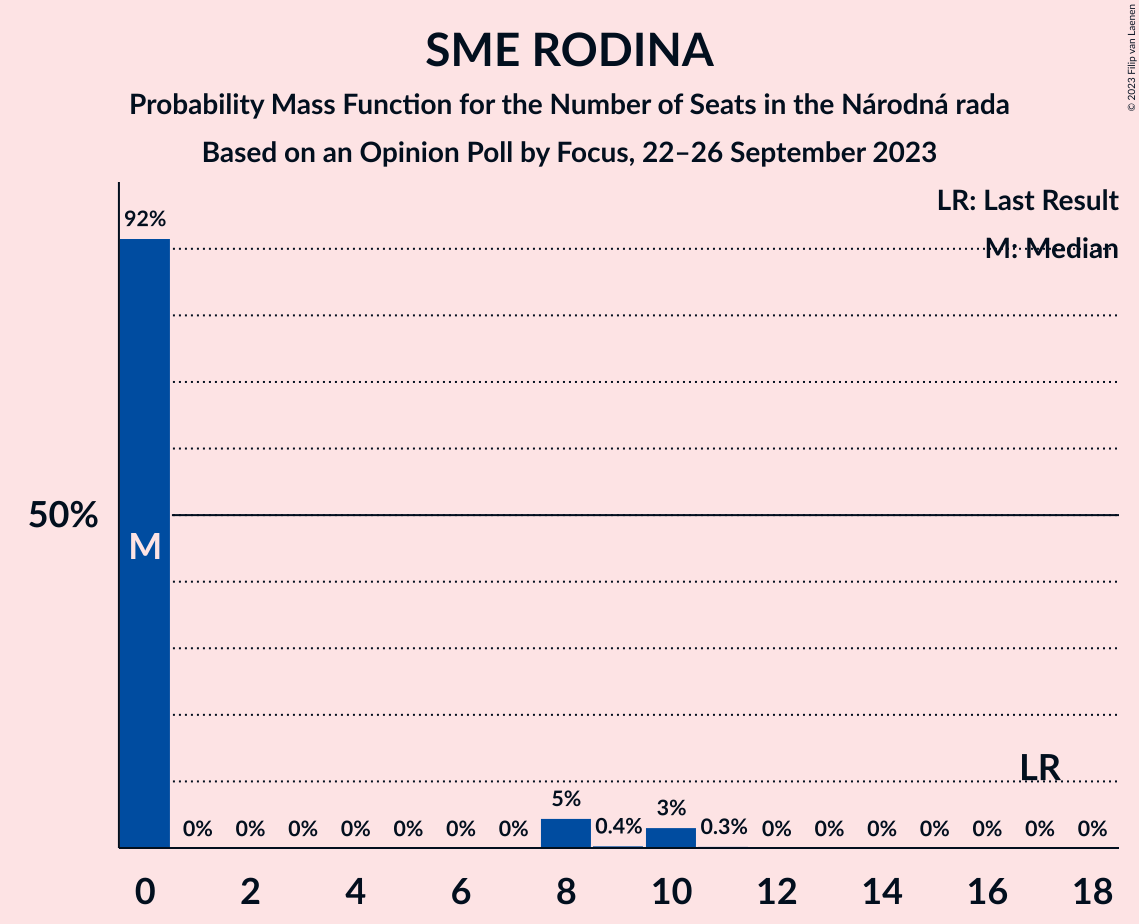 SME RODINA
Probability Mass Function for the Number of Seats in the Národná rada
Based on an Opinion Poll by Focus, 22–26 September 2023
© 2023 Filip van Laenen
LR: Last Result
M: Median
92%
50%
M
LR
0% 0% 0% 0% 0% 0% 0% 5% 0.4% 3% 0.3% 0% 0% 0% 0% 0% 0% 0%
0 2 4 6 8 10 12 14 16 18